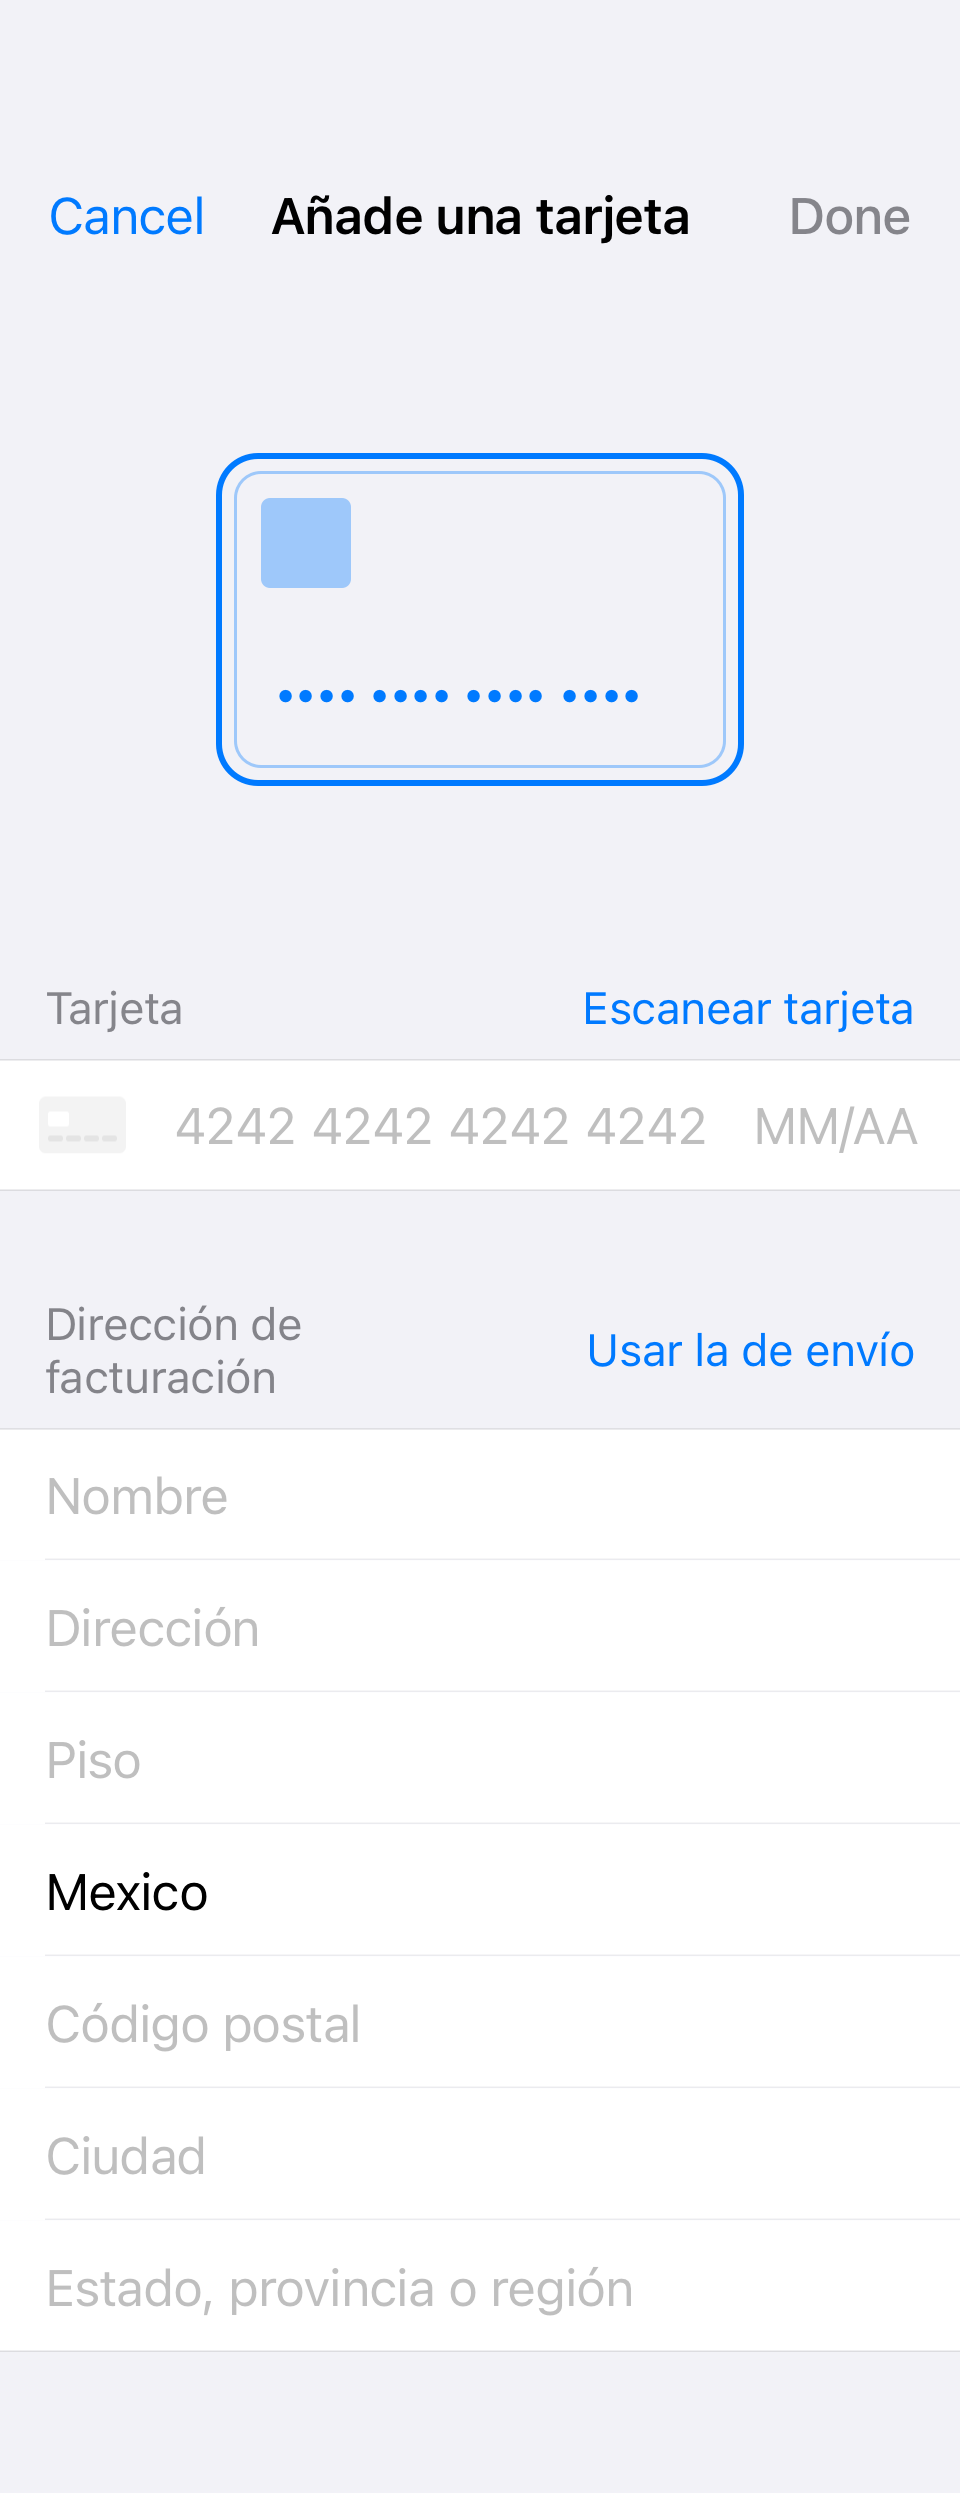 Cancel Añade una tarjeta Done
•••• •••• •••• ••••
Tarjeta Escanear tarjeta
4242 4242 4242 4242 MM/AA
Dirección de
facturación
Usar la de envío
Nombre
Dirección
Piso
Mexico
Código postal
Ciudad
Estado, provincia o región